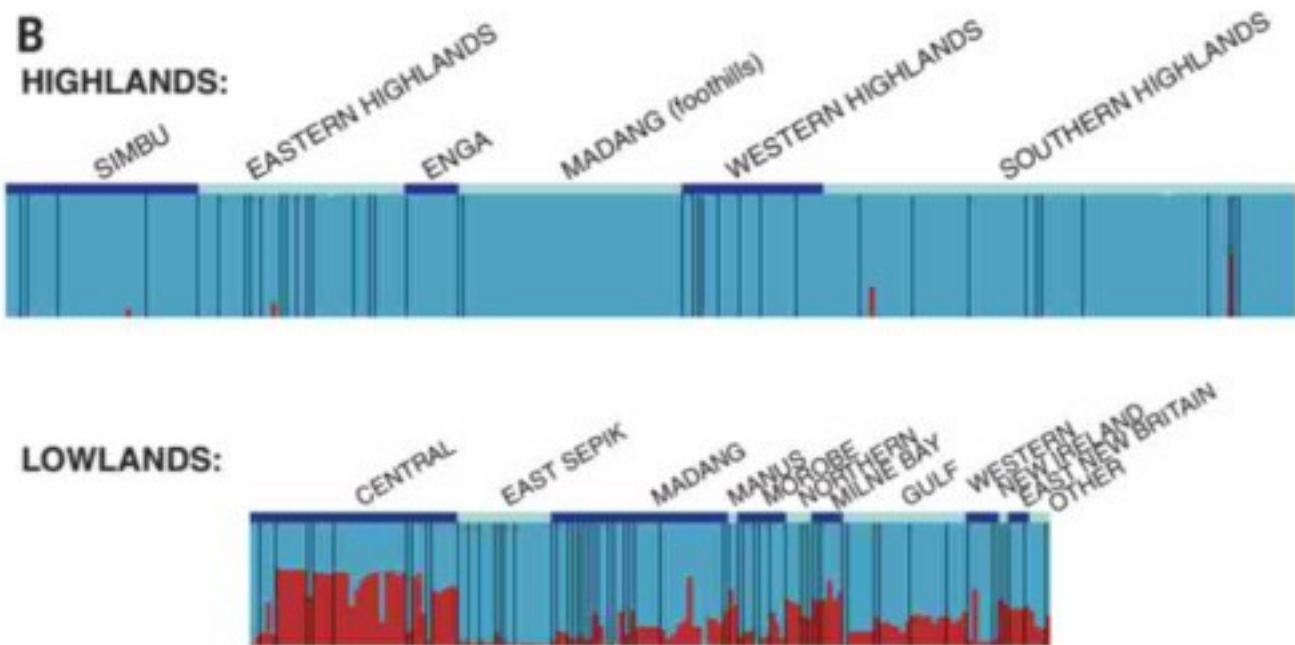 B
HIGHLANDS:
SIMBU
EASTERN HIGHLANDS
ENGA
MADANG (foothills)
WESTERN HIGHLANDS
SOUTHERN HIGHLANDS
LOWLANDS:
CENTRAL
EAST SEPIK
MADANG
MANUS
MOROBE
NORTHERN
MILNE BAY
GULF
WESTERN
NEW IRELAND
EAST NEW BRITAIN
OTHER